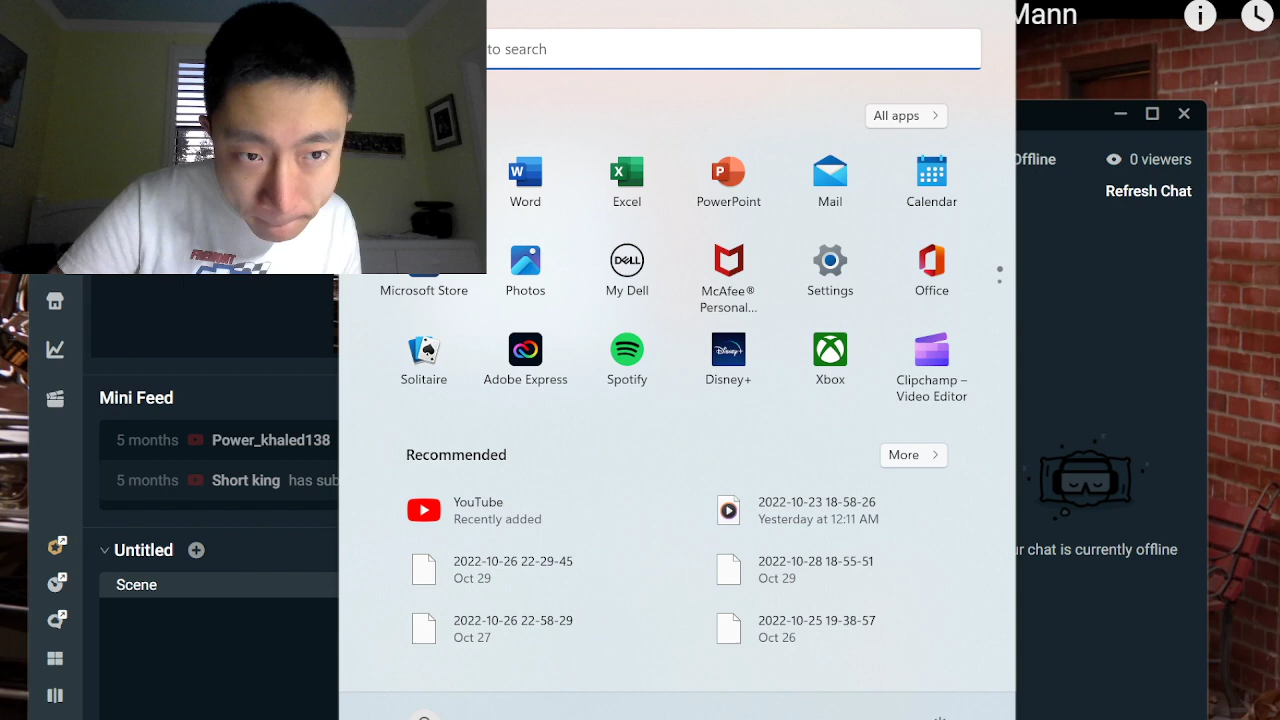 Mann
to search
All apps
Offline
0 viewers
Refresh Chat
Word
Excel
PowerPoint
Mail
Calendar
Microsoft Store
Photos
DELL
My Dell
McAfee®
Personal...
Settings
Office
Solitaire
Adobe Express
Spotify
Disney+
Disney+
Xbox
Clipchamp –
Video Editor
Mini Feed
5 months Power_khaled138
5 months Short king has sub
Recommended
More
YouTube
Recently added
2022-10-23 18-58-26
Yesterday at 12:11 AM
2022-10-26 22-29-45
Oct 29
2022-10-28 18-55-51
Oct 29
2022-10-26 22-58-29
Oct 27
2022-10-25 19-38-57
Oct 26
Untitled
Scene
r chat is currently offline